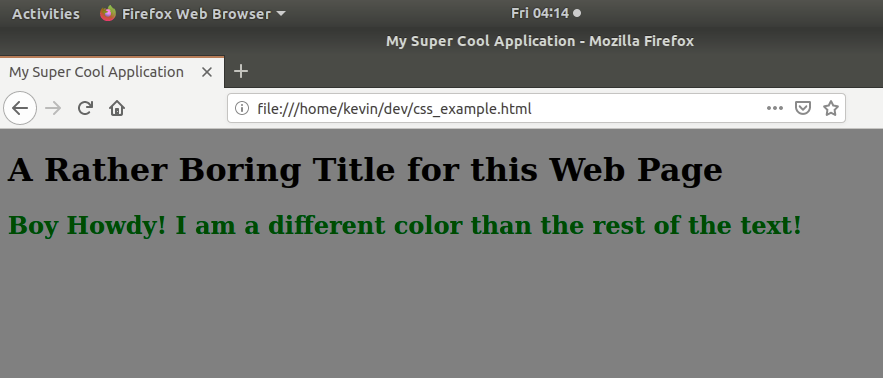 Activities Firefox Web Browser Fri 04:14
My Super Cool Application - Mozilla Firefox
My Super Cool Application
file:///home/kevin/dev/css_example.html
A Rather Boring Title for this Web Page
Boy Howdy! I am a different color than the rest of the text!